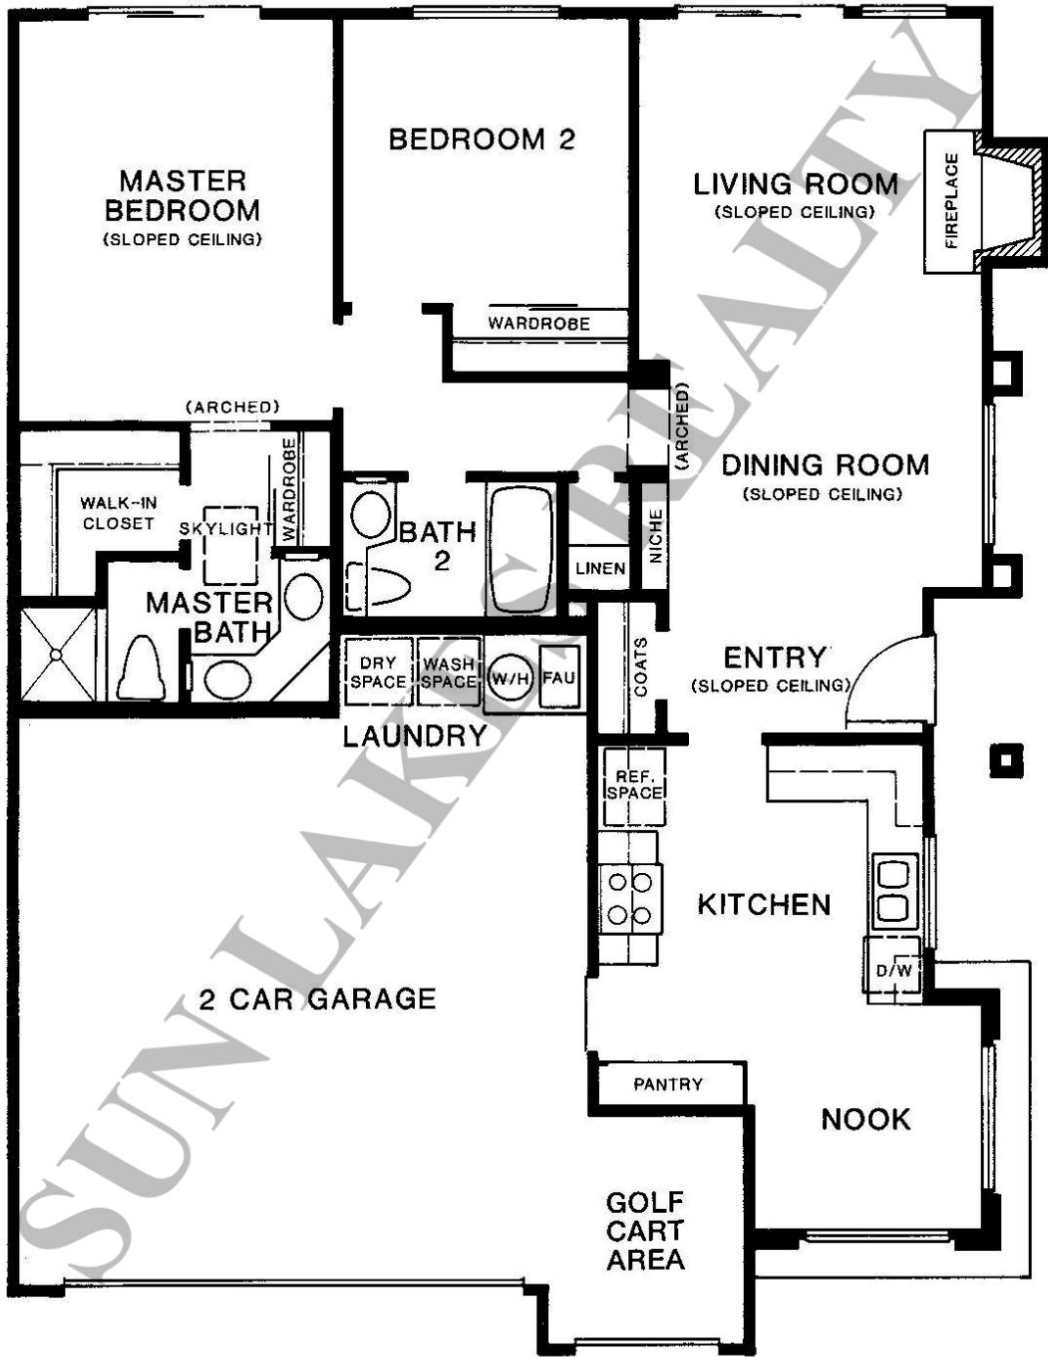 BEDROOM 2
MASTER
BEDROOM
(SLOPED CEILING)
LIVING ROOM
(SLOPED CEILING)
FIREPLACE
WARDROBE
(ARCHED)
(ARCHED)
WARDROBE
DINING ROOM
(SLOPED CEILING)
WALK-IN
CLOSET
SKYLIGHT
BATH
2
NICHE
LINEN
MASTER
BATH
DRY
SPACE
WASH
SPACE
W/H
FAU
COATS
ENTRY
(SLOPED CEILING)
LAUNDRY
REF.
SPACE
KITCHEN
D/W
2 CAR GARAGE
PANTRY
NOOK
GOLF
CART
AREA
SUN LAKES REALTY